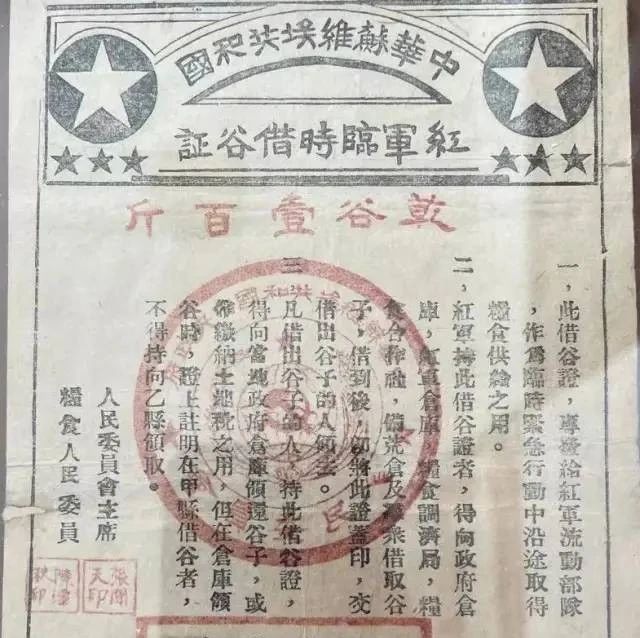 中華蘇維埃共和國
紅軍臨時借谷証
乾谷壹百斤
一，此借谷證，專發給紅軍流動部隊
，作爲臨時緊急行動中沿途取得
糧食供給之用。
二，紅軍持此借谷證者，得向政府倉
庫，紅軍倉庫，糧食調濟局，糧
食合作社，備荒倉及羣衆借取谷
子，借到後，卽將此證蓋印，交
借出谷子的人領去。
三，凡借出谷子的人，持此借谷證，
得向當地政府倉庫領還谷子，或
作繳納土地稅之用，但在倉庫領
谷時，證上註明在甲縣借谷者，
不得持向乙縣領取。
人民委員會主席
糧食人民委員
張聞天印
陳潭秋印